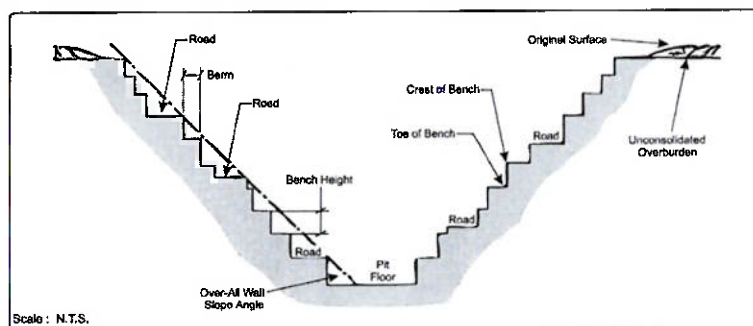 Road
Original Surface
Berm
Road
Crest of Bench
Toe of Bench
Road
Unconsolidated
Overburden
Bench Height
Road
Road
Pit
Floor
Over-All Wall
Slope Angle
Scale : N.T.S.